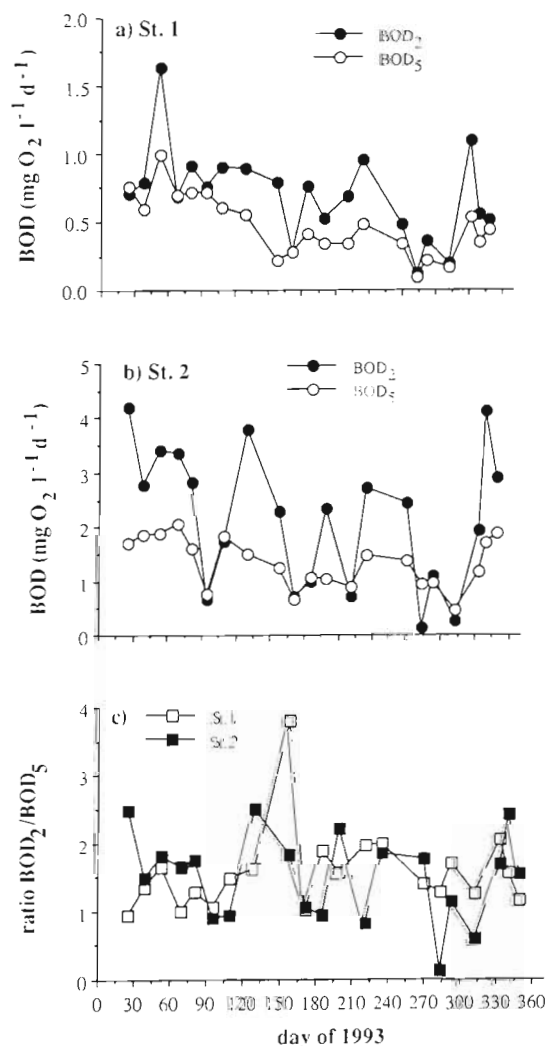 a) St. 1
BOD₂
BOD₅
2.0
1.5
1.0
0.5
0.0
BOD (mg O₂ l⁻¹ d⁻¹)
b) St. 2
BOD₂
BOD₅
5
4
3
2
1
0
BOD (mg O₂ l⁻¹ d⁻¹)
c)
St.1
St.2
4
3
2
1
0
ratio BOD₂/BOD₅
0 30 60 90 120 150 180 210 240 270 300 330 360
day of 1993